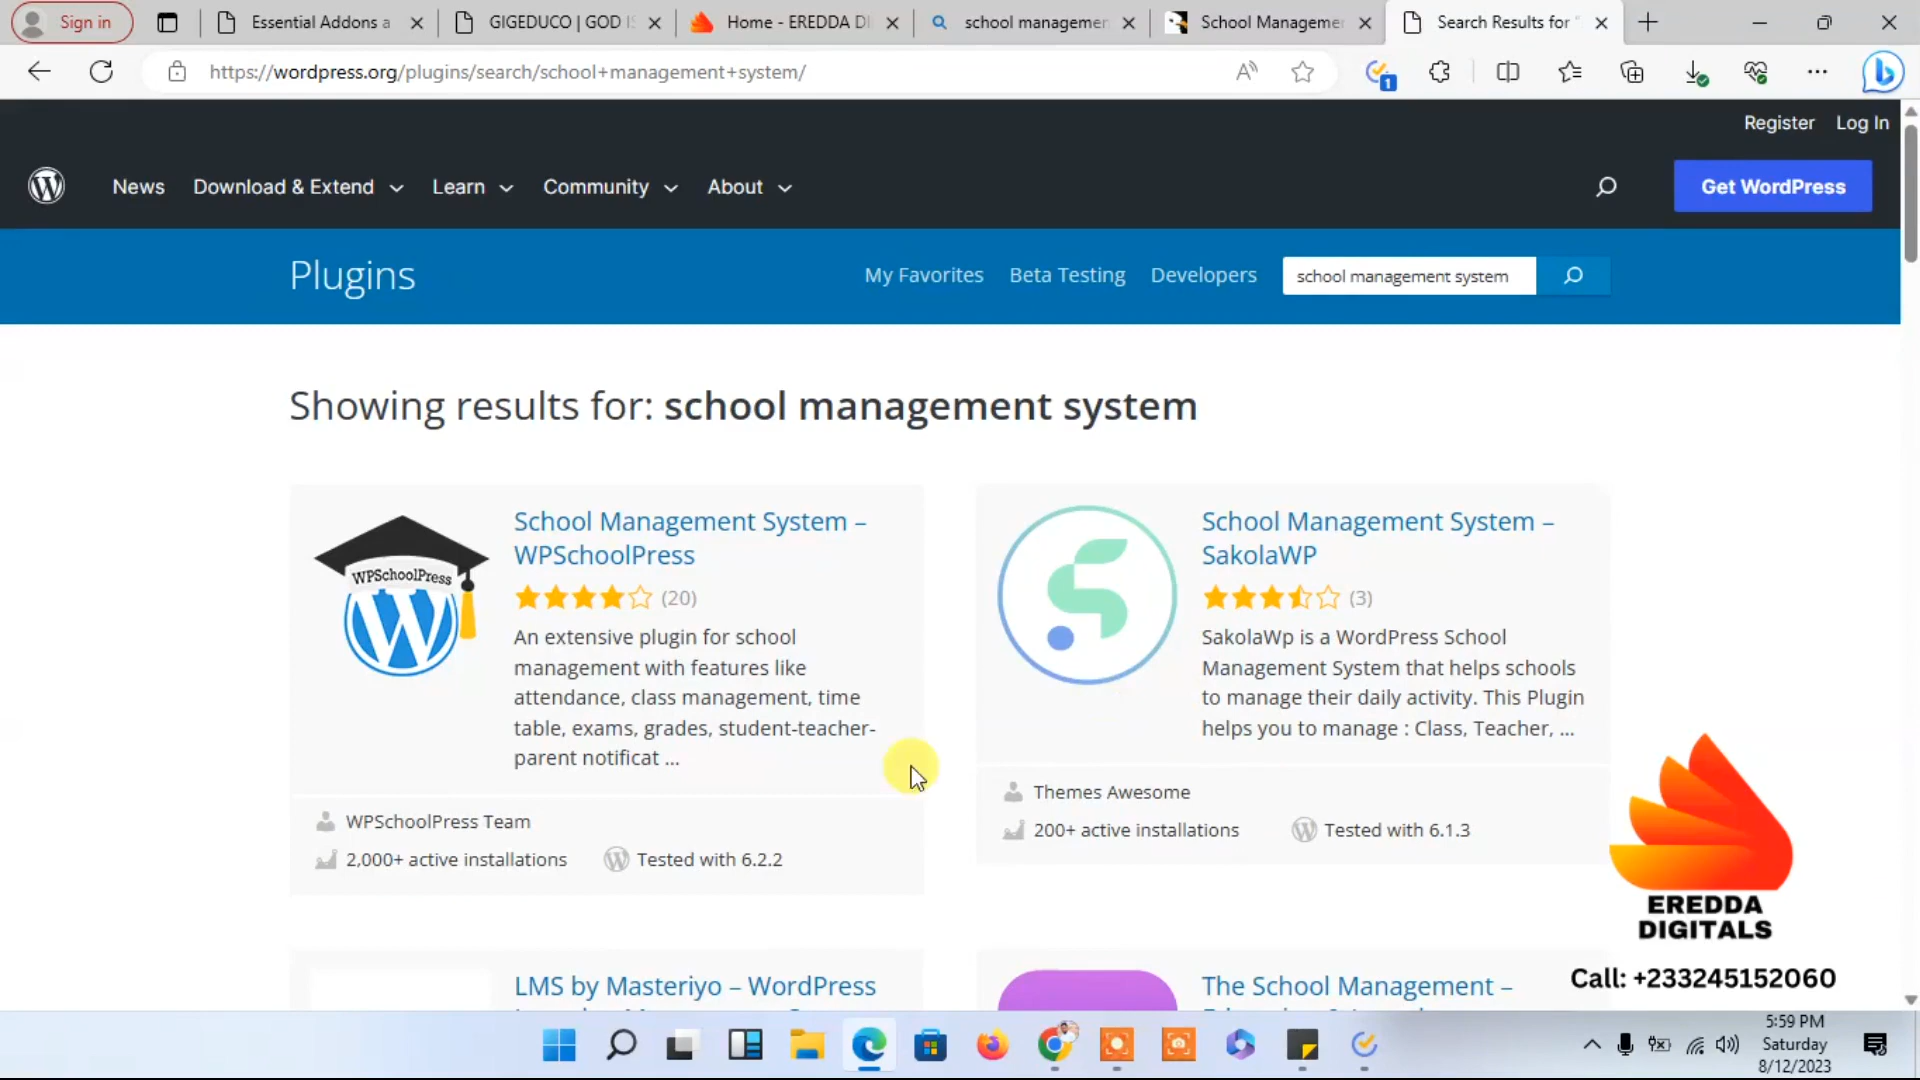 Sign in
Essential Addons a
GIGEDUCO | GOD
Home - EREDDA DI
school managemen
School Manageme
Search Results for
https://wordpress.org/plugins/search/school+management+system/
1
Register Log In
News Download & Extend Learn Community About
Get WordPress
Plugins
My Favorites Beta Testing Developers
school management system
Showing results for: school management system
WPSchoolPress
School Management System –
WPSchoolPress
(20)
An extensive plugin for school
management with features like
attendance, class management, time
table, exams, grades, student-teacher-
parent notificat ...
WPSchoolPress Team
2,000+ active installations
Tested with 6.2.2
School Management System –
SakolaWP
(3)
SakolaWp is a WordPress School
Management System that helps schools
to manage their daily activity. This Plugin
helps you to manage : Class, Teacher, ...
Themes Awesome
200+ active installations
Tested with 6.1.3
LMS by Masteriyo – WordPress
The School Management –
EREDDA
DIGITALS
Call: +233245152060
5:59 PM
Saturday
8/12/2023